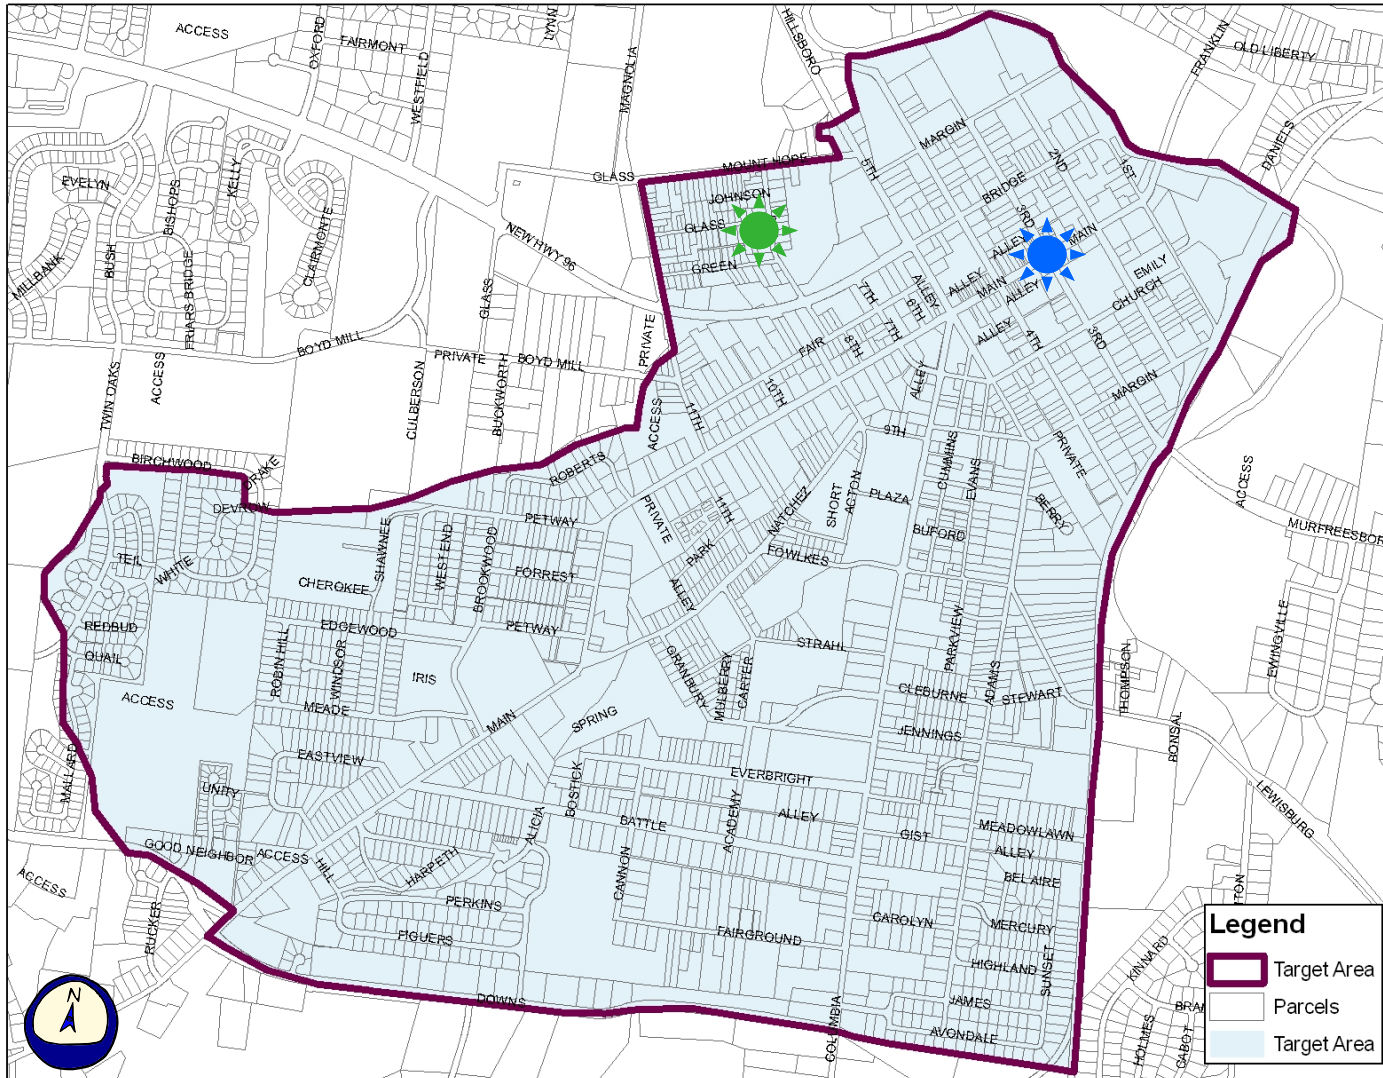 ACCESS
OXFORD
FAIRMONT
WESTFIELD
LYNN
MAGNOLIA
HILLSBORO
FRANKLIN
OLD LIBERTY
DANIELS
EVELYN
BISHOPS
KELLY
CLAIRMONTE
MILLBANK
BUSH
FRIARS BRIDGE
GLASS
MOUNT HOPE
JOHNSON
GLASS
GREEN
NEW HWY 96
5TH
MARGIN
2ND
1ST
BRIDGE
3RD
ALLEY
MAIN
EMILY
CHURCH
ALLEY
MAIN
ALLEY
ALLEY
ALLEY
7TH
6TH
7TH
8TH
FAIR
4TH
3RD
MARGIN
GLASS
PRIVATE
BOYD MILL
PRIVATE
BOYD MILL
TWIN OAKS
ACCESS
CULBERSON
BUCKWORTH
10TH
11TH
ACCESS
ALLEY
9TH
CUMMINS
EVANS
PRIVATE
BIRCHWOOD
DRAKE
DEVROW
ROBERTS
PETWAY
PRIVATE
11TH
NATCHEZ
SHORT
ACTON
PLAZA
BERRY
BUFORD
ACCESS
MURFREESBOR
TEIL
WHITE
SHAWNEE
WEST END
BROOKWOOD
CHEROKEE
FORREST
PARK
FOWLKES
ALLEY
REDBUD
QUAIL
EDGEWOOD
PETWAY
STRAHL
PARKVIEW
EWINGVILLE
ROBIN HILL
WINDSOR
IRIS
GRANBURY
MULBERRY
CARTER
CLEBURNE
ADAMS
STEWART
THOMPSON
ACCESS
MEADE
MAIN
SPRING
JENNINGS
BONSAL
MALLARD
EASTVIEW
UNITY
BOSTICK
EVERBRIGHT
LEWISBURG
ALICIA
BATTLE
ACADEMY
ALLEY
GIST
MEADOWLAWN
ALLEY
GOOD NEIGHBOR
ACCESS
HILL
HARPETH
CANNON
BEL AIRE
ACCESS
RUCKER
PERKINS
FIGUERS
FAIRGROUND
CAROLYN
MERCURY
HIGHLAND
SUNSET
KINNARD
DOWNS
COLUMBIA
JAMES
AVONDALE
HOLMES
CABOT
BRA
TON
N
Legend
Target Area
Parcels
Target Area